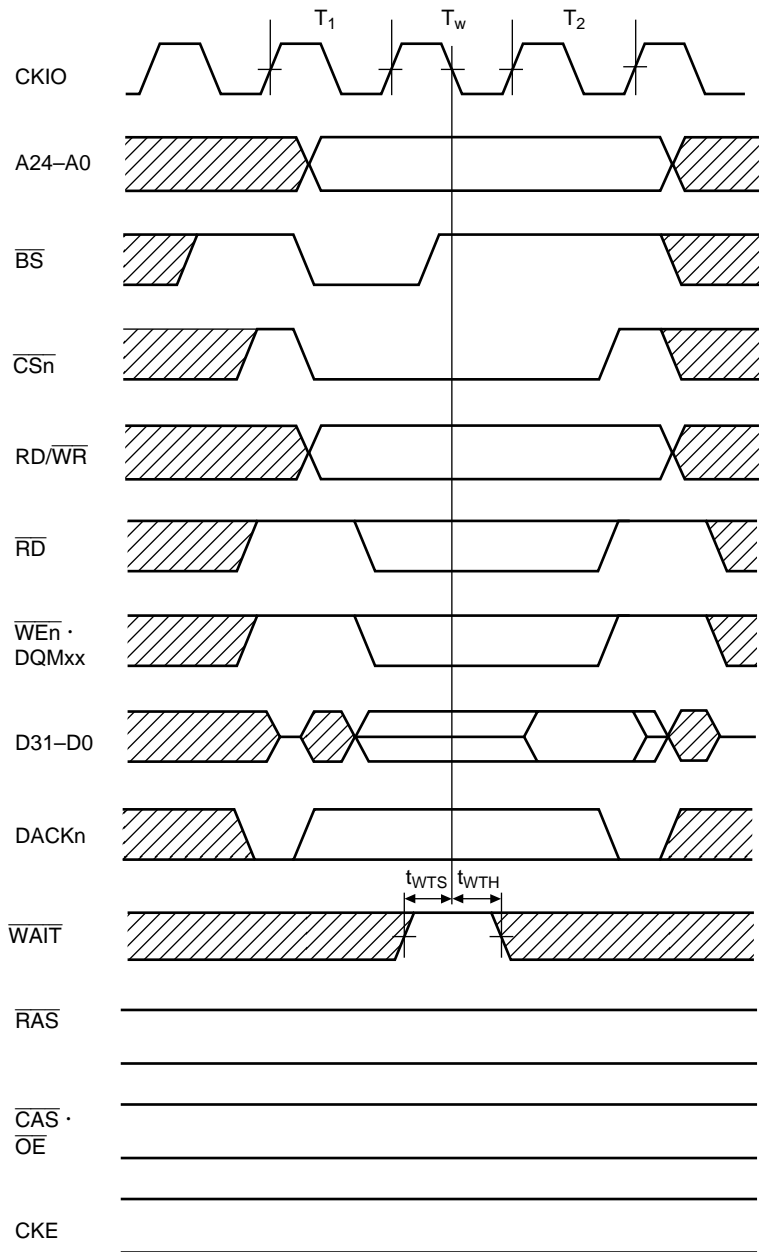 T1 Tw T2
CKIO
A24–A0
BS
CSn
RD/WR
RD
WEn・
DQMxx
D31–D0
DACKn
tWTS tWTH
WAIT
RAS
CAS・
OE
CKE